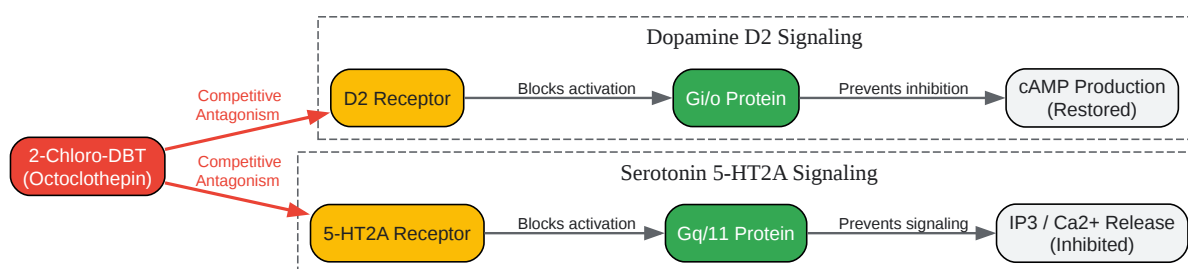 Dopamine D2 Signaling
Competitive
Antagonism
D2 Receptor
Blocks activation
Gi/o Protein
Prevents inhibition
cAMP Production
(Restored)
2-Chloro-DBT
(Octoclothepin)
Competitive
Antagonism
Serotonin 5-HT2A Signaling
5-HT2A Receptor
Blocks activation
Gq/11 Protein
Prevents signaling
IP3 / Ca2+ Release
(Inhibited)